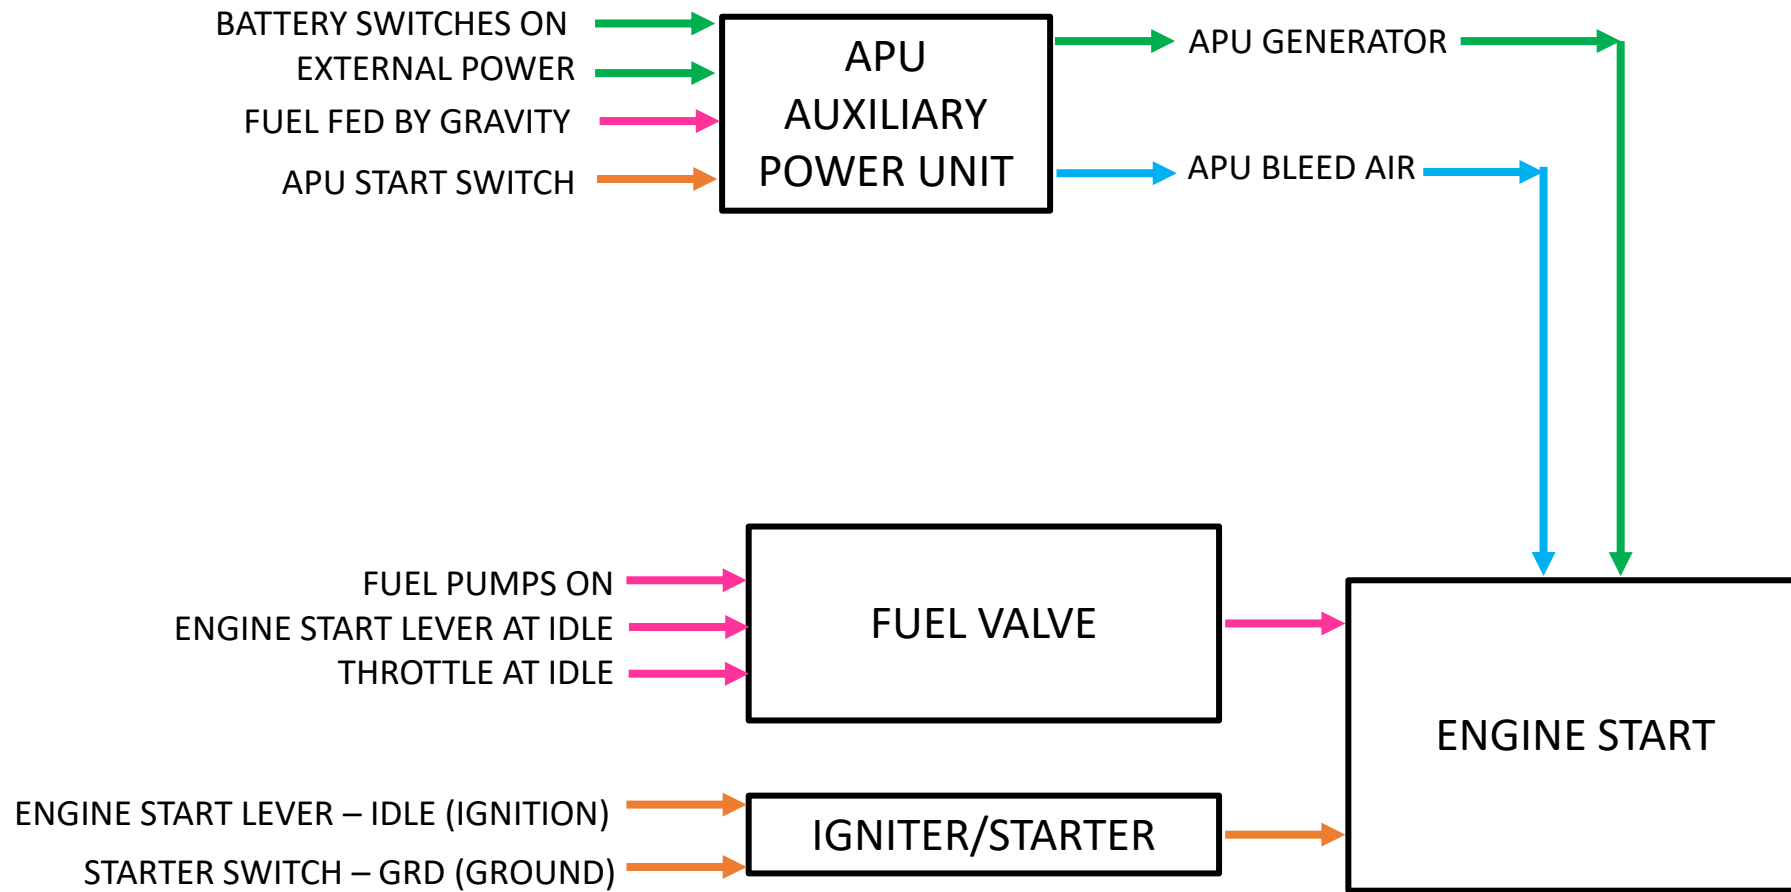 BATTERY SWITCHES ON
EXTERNAL POWER
FUEL FED BY GRAVITY
APU START SWITCH
APU
AUXILIARY
POWER UNIT
APU GENERATOR
APU BLEED AIR
FUEL PUMPS ON
ENGINE START LEVER AT IDLE
THROTTLE AT IDLE
FUEL VALVE
ENGINE START
ENGINE START LEVER – IDLE (IGNITION)
STARTER SWITCH – GRD (GROUND)
IGNITER/STARTER